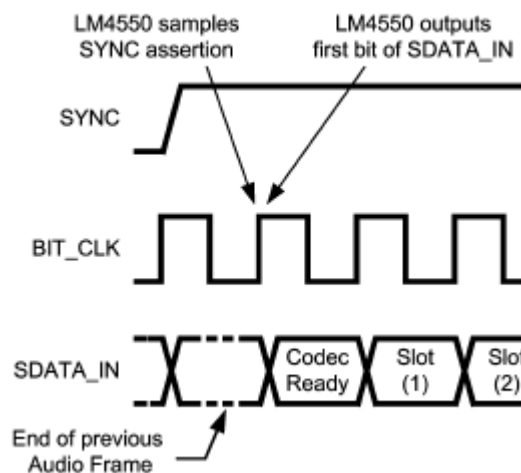 LM4550 samples
SYNC assertion
LM4550 outputs
first bit of SDATA_IN
SYNC
BIT_CLK
SDATA_IN
Codec
Ready
Slot
(1)
Slot
(2)
End of previous
Audio Frame